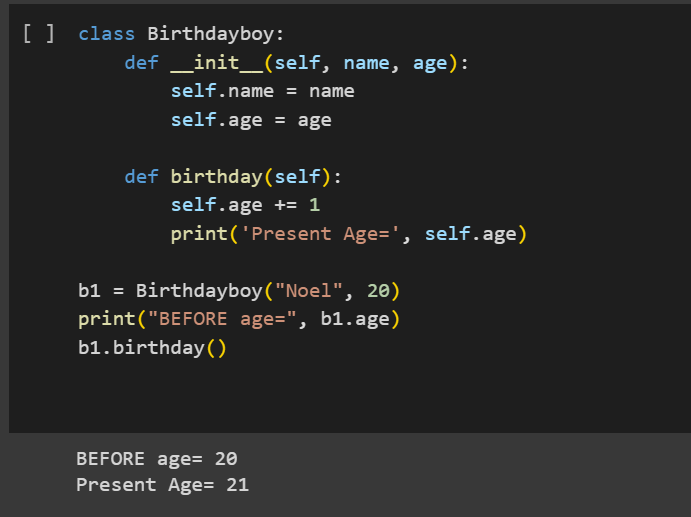 [ ] class Birthdayboy:
def __init__(self, name, age):
self.name = name
self.age = age
def birthday(self):
self.age += 1
print('Present Age=', self.age)
b1 = Birthdayboy("Noel", 20)
print("BEFORE age=", b1.age)
b1.birthday()
BEFORE age= 20
Present Age= 21